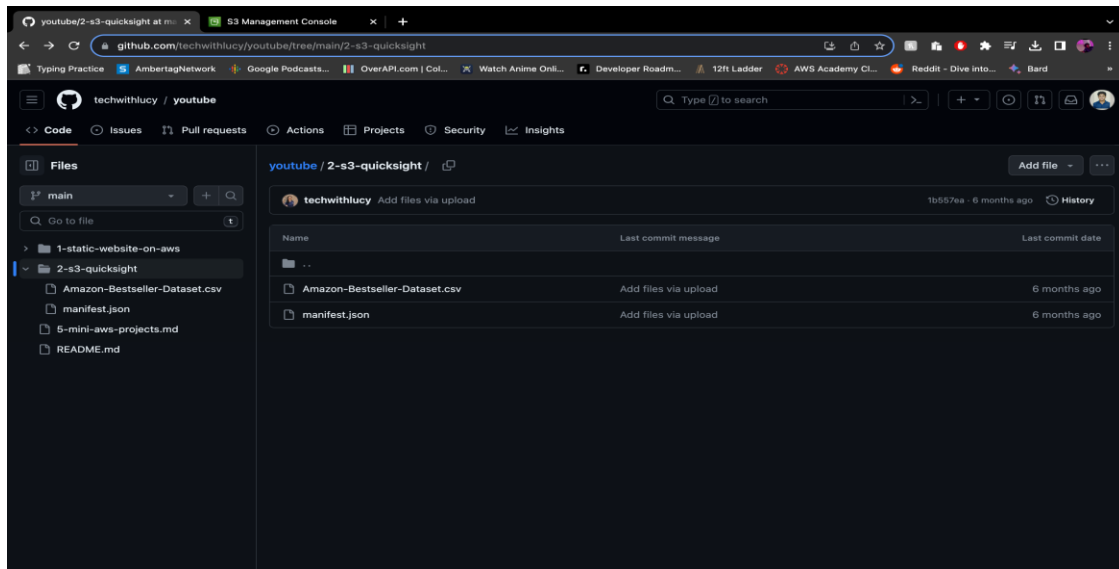 youtube/2-s3-quicksight at ma
S3 Management Console
github.com/techwithlucy/youtube/tree/main/2-s3-quicksight
Typing Practice
AmbertagNetwork
Google Podcasts...
OverAPI.com | Col...
Watch Anime Onli...
Developer Roadm...
12ft Ladder
AWS Academy Cl...
Reddit - Dive into...
Bard
techwithlucy / youtube
Type / to search
Code
Issues
Pull requests
Actions
Projects
Security
Insights
Files
main
Go to file
t
1-static-website-on-aws
2-s3-quicksight
Amazon-Bestseller-Dataset.csv
manifest.json
5-mini-aws-projects.md
README.md
youtube / 2-s3-quicksight /
Add file
techwithlucy Add files via upload
1b557ea · 6 months ago
History
Name Last commit message Last commit date
..
Amazon-Bestseller-Dataset.csv Add files via upload 6 months ago
manifest.json Add files via upload 6 months ago